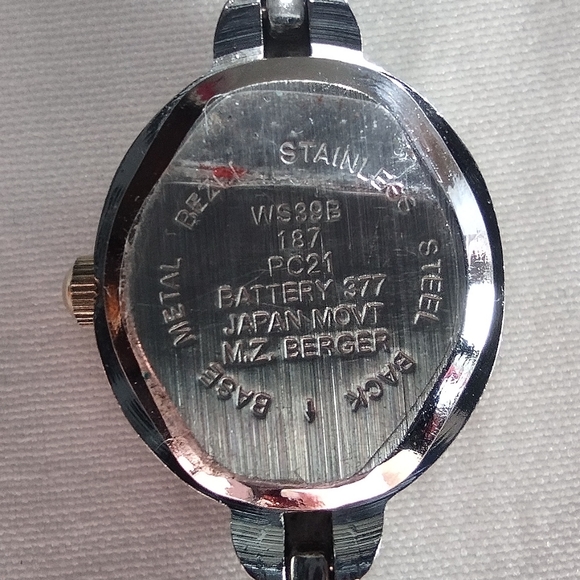 STAINLESS STEEL BACK
BASE METAL BEZEL
WS39B
187
PC21
BATTERY 377
JAPAN MOVT
M.Z. BERGER